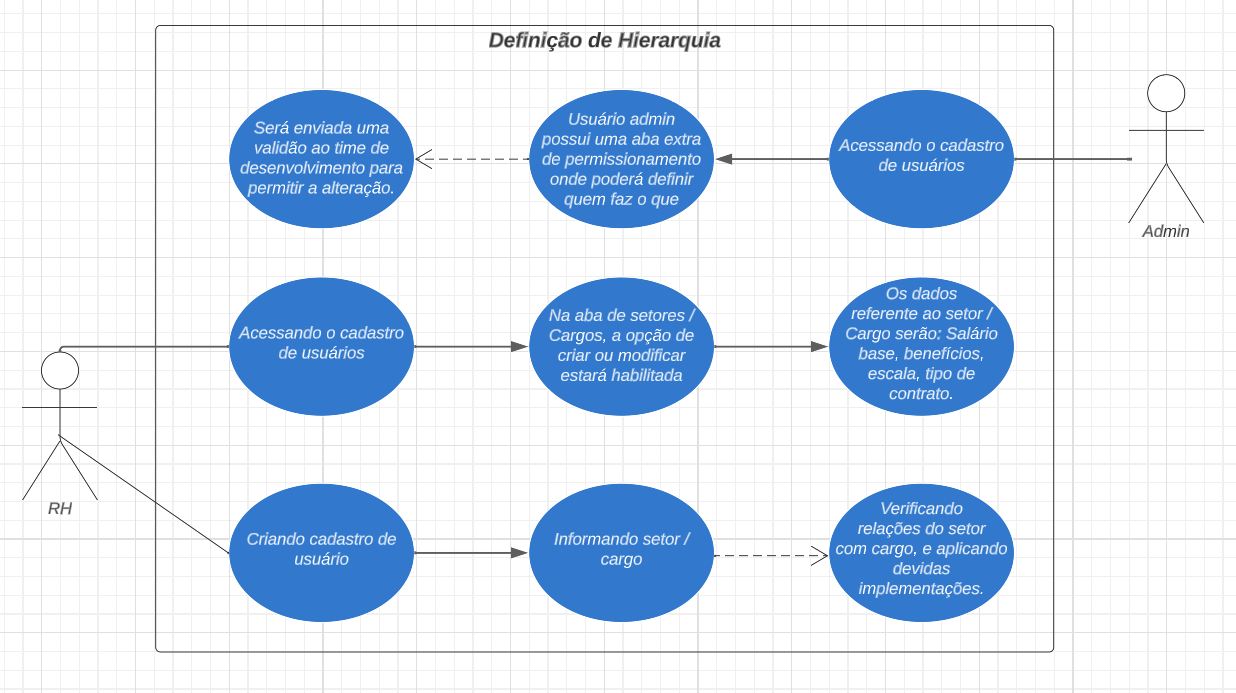 Definição de Hierarquia
Será enviada uma
validão ao time de
desenvolvimento para
permitir a alteração.
Usuário admin
possui uma aba extra
de permissionamento
onde poderá definir
quem faz o que
Acessando o cadastro
de usuários
Admin
Acessando o cadastro
de usuários
Na aba de setores /
Cargos, a opção de
criar ou modificar
estará habilitada
Os dados
referente ao setor /
Cargo serão: Salário
base, benefícios,
escala, tipo de
contrato.
RH
Criando cadastro de
usuário
Informando setor /
cargo
Verificando
relações do setor
com cargo, e aplicando
devidas
implementações.